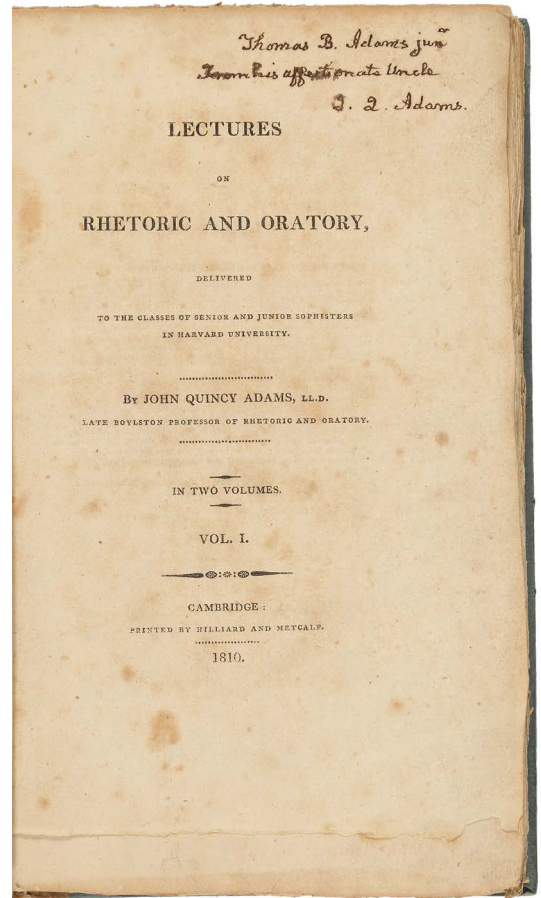 Thomas B. Adams junr
From his affectionate Uncle
J. Q. Adams.
LECTURES
ON
RHETORIC AND ORATORY,
DELIVERED
TO THE CLASSES OF SENIOR AND JUNIOR SOPHISTERS
IN HARVARD UNIVERSITY.
BY JOHN QUINCY ADAMS, LL.D.
LATE BOYLSTON PROFESSOR OF RHETORIC AND ORATORY.
IN TWO VOLUMES.
VOL. I.
CAMBRIDGE:
PRINTED BY HILLIARD AND METCALF.
1810.